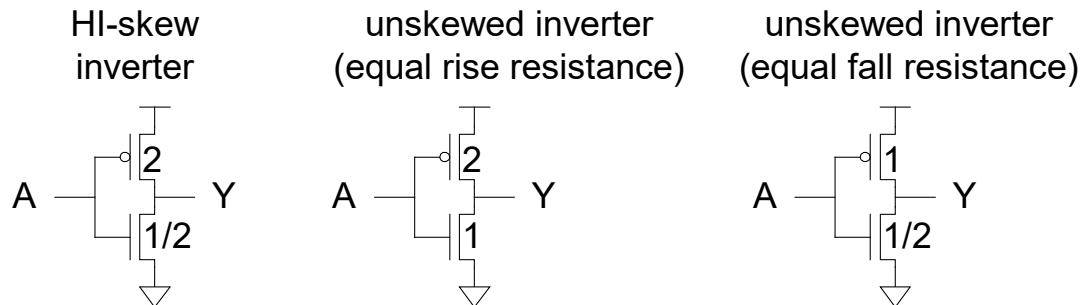 HI-skew
inverter
unskewed inverter
(equal rise resistance)
unskewed inverter
(equal fall resistance)
2
A
Y
1/2
2
A
Y
1
1
A
Y
1/2